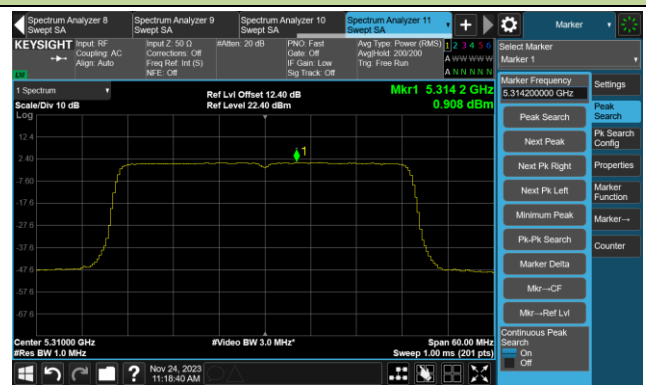 Spectrum Analyzer 8
Swept SA
Spectrum Analyzer 9
Swept SA
Spectrum Analyzer 10
Swept SA
Spectrum Analyzer 11
Swept SA
Marker
KEYSIGHT
Input: RF
Coupling: AC
Align: Auto
Input Z: 50 Ω
Corrections: Off
Freq Ref: Int (S)
NFE: Off
#Atten: 20 dB
PNO: Fast
Gate: Off
IF Gain: Low
Sig Track: Off
Avg Type: Power (RMS)
Avg|Hold: 200/200
Trig: Free Run
1 2 3 4 5 6
A W W W W W
A N N N N N
LW
Select Marker
Marker 1
1 Spectrum
Scale/Div 10 dB
Log
Ref Lvl Offset 12.40 dB
Ref Level 22.40 dBm
Mkr1 5.314 2 GHz
0.908 dBm
12.4
2.40
-7.60
-17.6
-27.6
-37.6
-47.6
-57.6
-67.6
1
Center 5.31000 GHz
#Res BW 1.0 MHz
#Video BW 3.0 MHz*
Span 60.00 MHz
Sweep 1.00 ms (201 pts)
Marker Frequency
5.314200000 GHz
Peak Search
Next Peak
Next Pk Right
Next Pk Left
Minimum Peak
Pk-Pk Search
Marker Delta
Mkr→CF
Mkr→Ref Lvl
Continuous Peak
Search
On
Off
Settings
Peak
Search
Pk Search
Config
Properties
Marker
Function
Marker→
Counter
Nov 24, 2023
11:18:40 AM